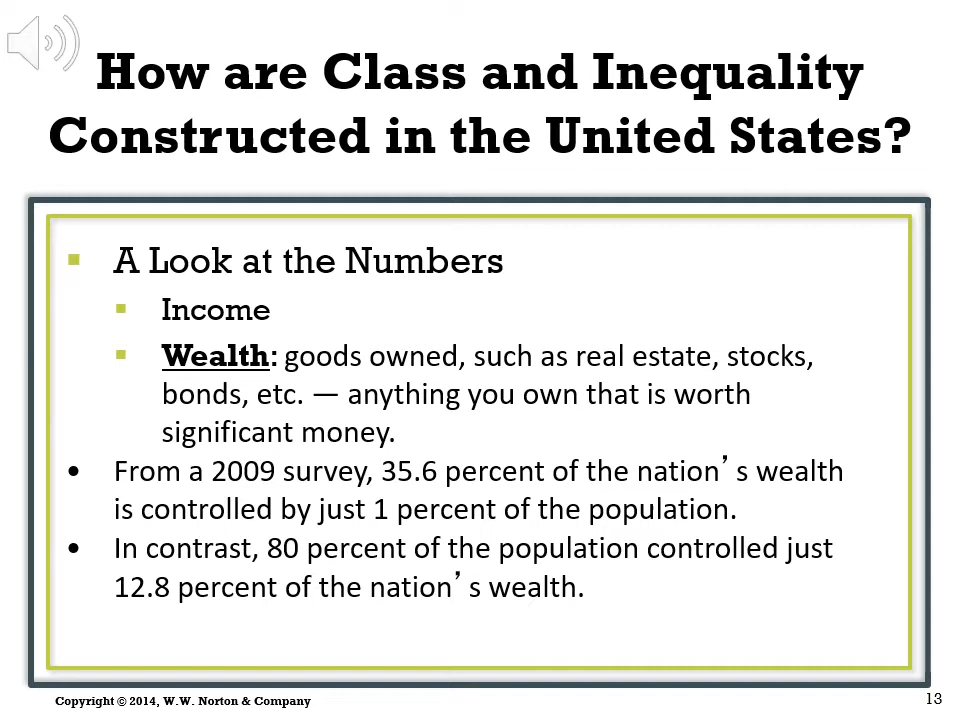 How are Class and Inequality
Constructed in the United States?
▪ A Look at the Numbers
▪ Income
▪ Wealth: goods owned, such as real estate, stocks,
bonds, etc. — anything you own that is worth
significant money.
• From a 2009 survey, 35.6 percent of the nation’s wealth
is controlled by just 1 percent of the population.
• In contrast, 80 percent of the population controlled just
12.8 percent of the nation’s wealth.
Copyright © 2014, W.W. Norton & Company
13